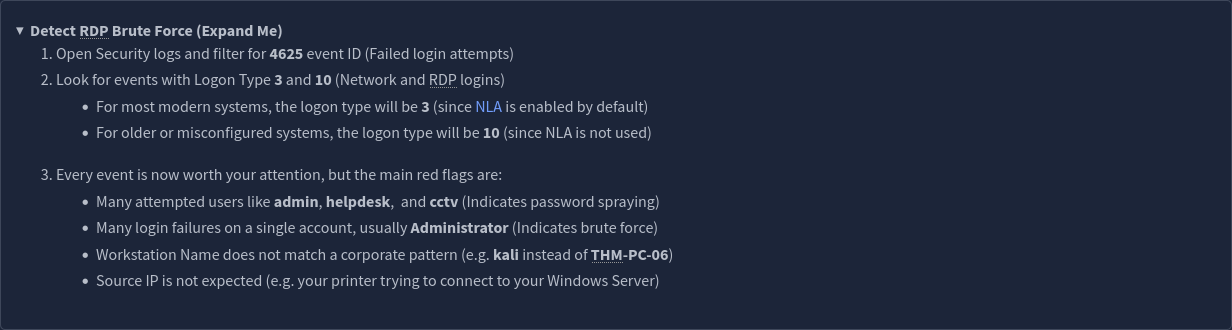 ▼ Detect RDP Brute Force (Expand Me)
1. Open Security logs and filter for 4625 event ID (Failed login attempts)
2. Look for events with Logon Type 3 and 10 (Network and RDP logins)
• For most modern systems, the logon type will be 3 (since NLA is enabled by default)
• For older or misconfigured systems, the logon type will be 10 (since NLA is not used)
3. Every event is now worth your attention, but the main red flags are:
• Many attempted users like admin, helpdesk, and cctv (Indicates password spraying)
• Many login failures on a single account, usually Administrator (Indicates brute force)
• Workstation Name does not match a corporate pattern (e.g. kali instead of THM-PC-06)
• Source IP is not expected (e.g. your printer trying to connect to your Windows Server)